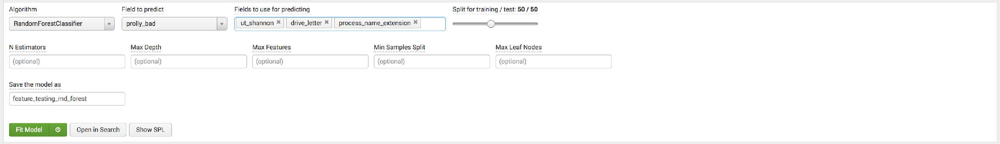 Algorithm Field to predict Fields to use for predicting Split for training / test: 50 / 50
RandomForestClassifier prolly_bad ut_shannon drive_letter process_name_extension
N Estimators Max Depth Max Features Min Samples Split Max Leaf Nodes
(optional) (optional) (optional) (optional) (optional)
Save the model as
feature_testing_rnd_forest
Fit Model Open in Search Show SPL